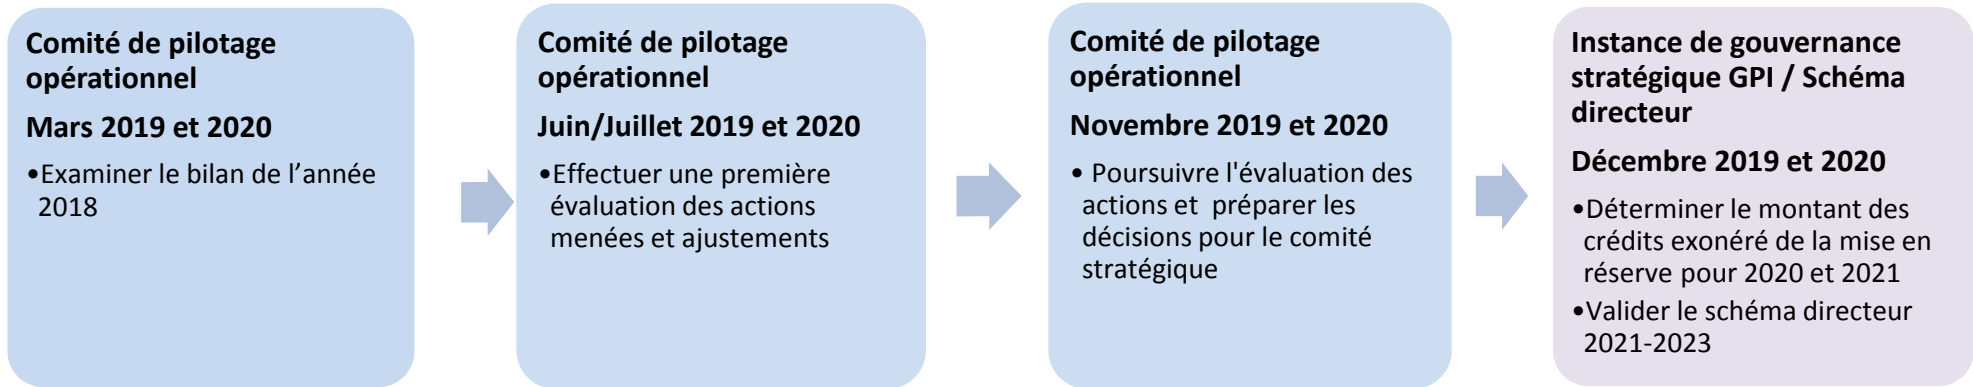 Comité de pilotage
opérationnel
Mars 2019 et 2020
•Examiner le bilan de l’année
2018
Comité de pilotage
opérationnel
Juin/Juillet 2019 et 2020
•Effectuer une première
évaluation des actions
menées et ajustements
Comité de pilotage
opérationnel
Novembre 2019 et 2020
• Poursuivre l'évaluation des
actions et préparer les
décisions pour le comité
stratégique
Instance de gouvernance
stratégique GPI / Schéma
directeur
Décembre 2019 et 2020
•Déterminer le montant des
crédits exonéré de la mise en
réserve pour 2020 et 2021
•Valider le schéma directeur
2021-2023